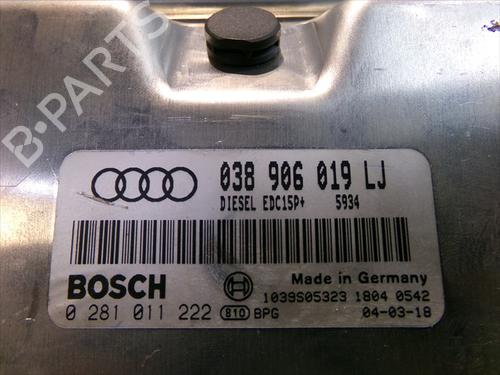 B-PARTS
038 906 019 LJ
DIESEL EDC15P+ 5934
BOSCH
Made in Germany
1039S05323 1804 0542
0 281 011 222 810 BPG 04-03-18